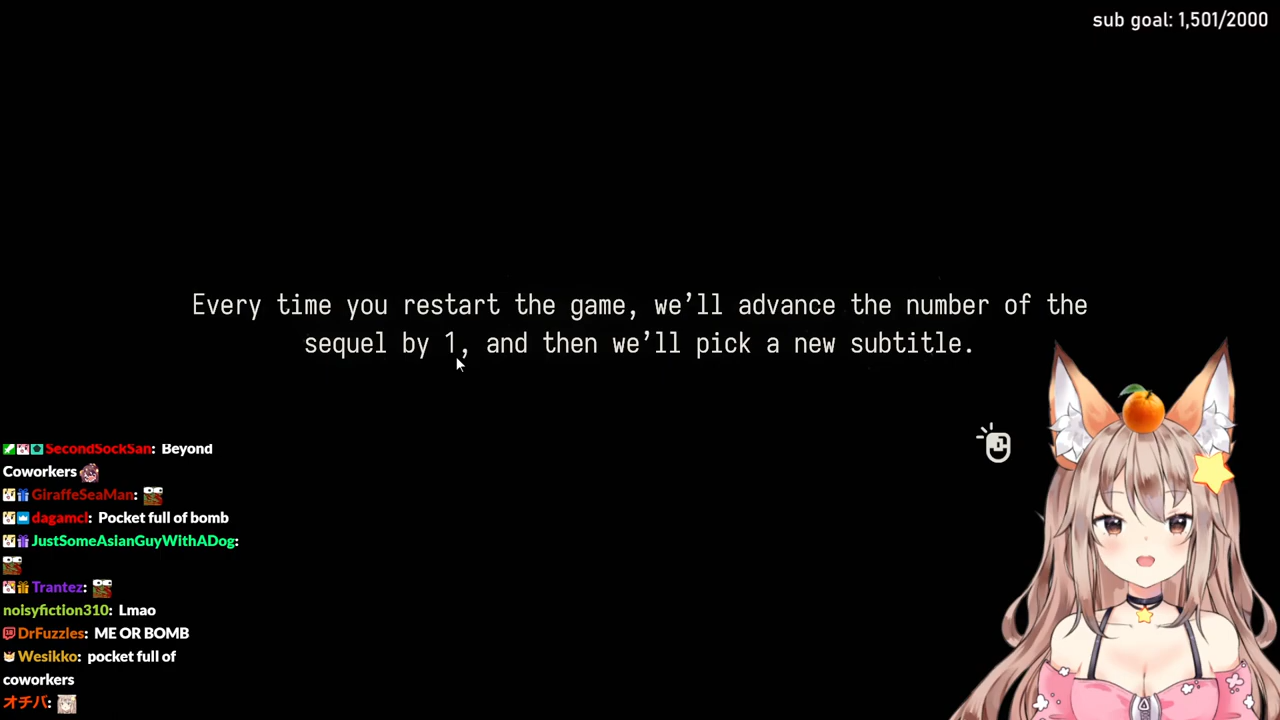 sub goal: 1,501/2000
Every time you restart the game, we’ll advance the number of the
sequel by 1, and then we’ll pick a new subtitle.
SecondSockSan: Beyond
Coworkers
GiraffeSeaMan:
dagamci: Pocket full of bomb
JustSomeAsianGuyWithADog:
Trantez:
noisyfiction310: Lmao
DrFuzzles: ME OR BOMB
Wesikko: pocket full of
coworkers
オチバ: